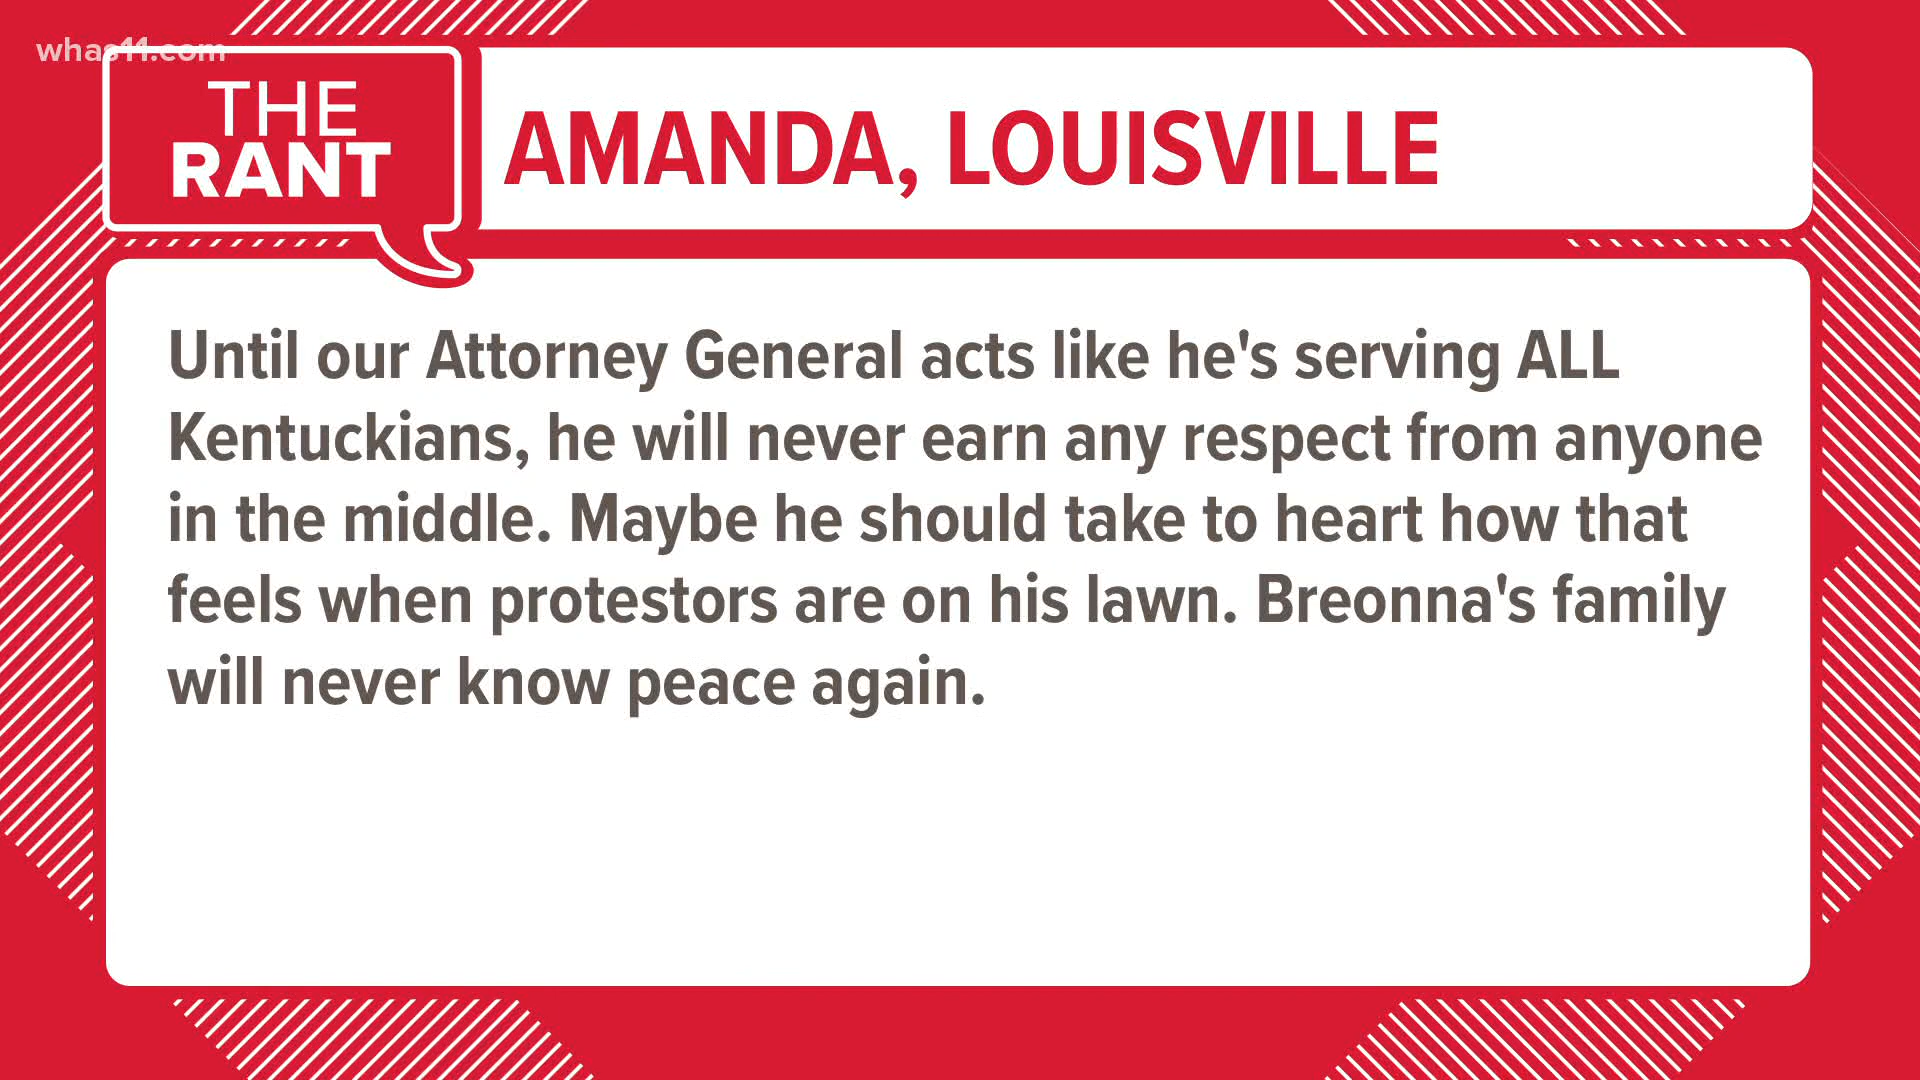 whas11.com
THE
RANT
AMANDA, LOUISVILLE
Until our Attorney General acts like he's serving ALL
Kentuckians, he will never earn any respect from anyone
in the middle. Maybe he should take to heart how that
feels when protestors are on his lawn. Breonna's family
will never know peace again.